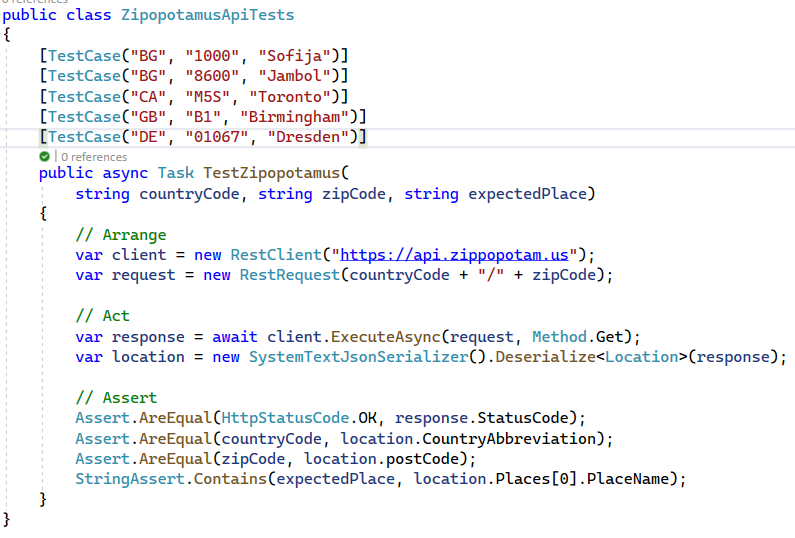 0 references
public class ZipopotamusApiTests
{
[TestCase("BG", "1000", "Sofija")]
[TestCase("BG", "8600", "Jambol")]
[TestCase("CA", "M5S", "Toronto")]
[TestCase("GB", "B1", "Birmingham")]
[TestCase("DE", "01067", "Dresden")]
| 0 references
public async Task TestZipopotamus(
string countryCode, string zipCode, string expectedPlace)
{
// Arrange
var client = new RestClient("https://api.zippopotam.us");
var request = new RestRequest(countryCode + "/" + zipCode);
// Act
var response = await client.ExecuteAsync(request, Method.Get);
var location = new SystemTextJsonSerializer().Deserialize<Location>(response);
// Assert
Assert.AreEqual(HttpStatusCode.OK, response.StatusCode);
Assert.AreEqual(countryCode, location.CountryAbbreviation);
Assert.AreEqual(zipCode, location.postCode);
StringAssert.Contains(expectedPlace, location.Places[0].PlaceName);
}
}